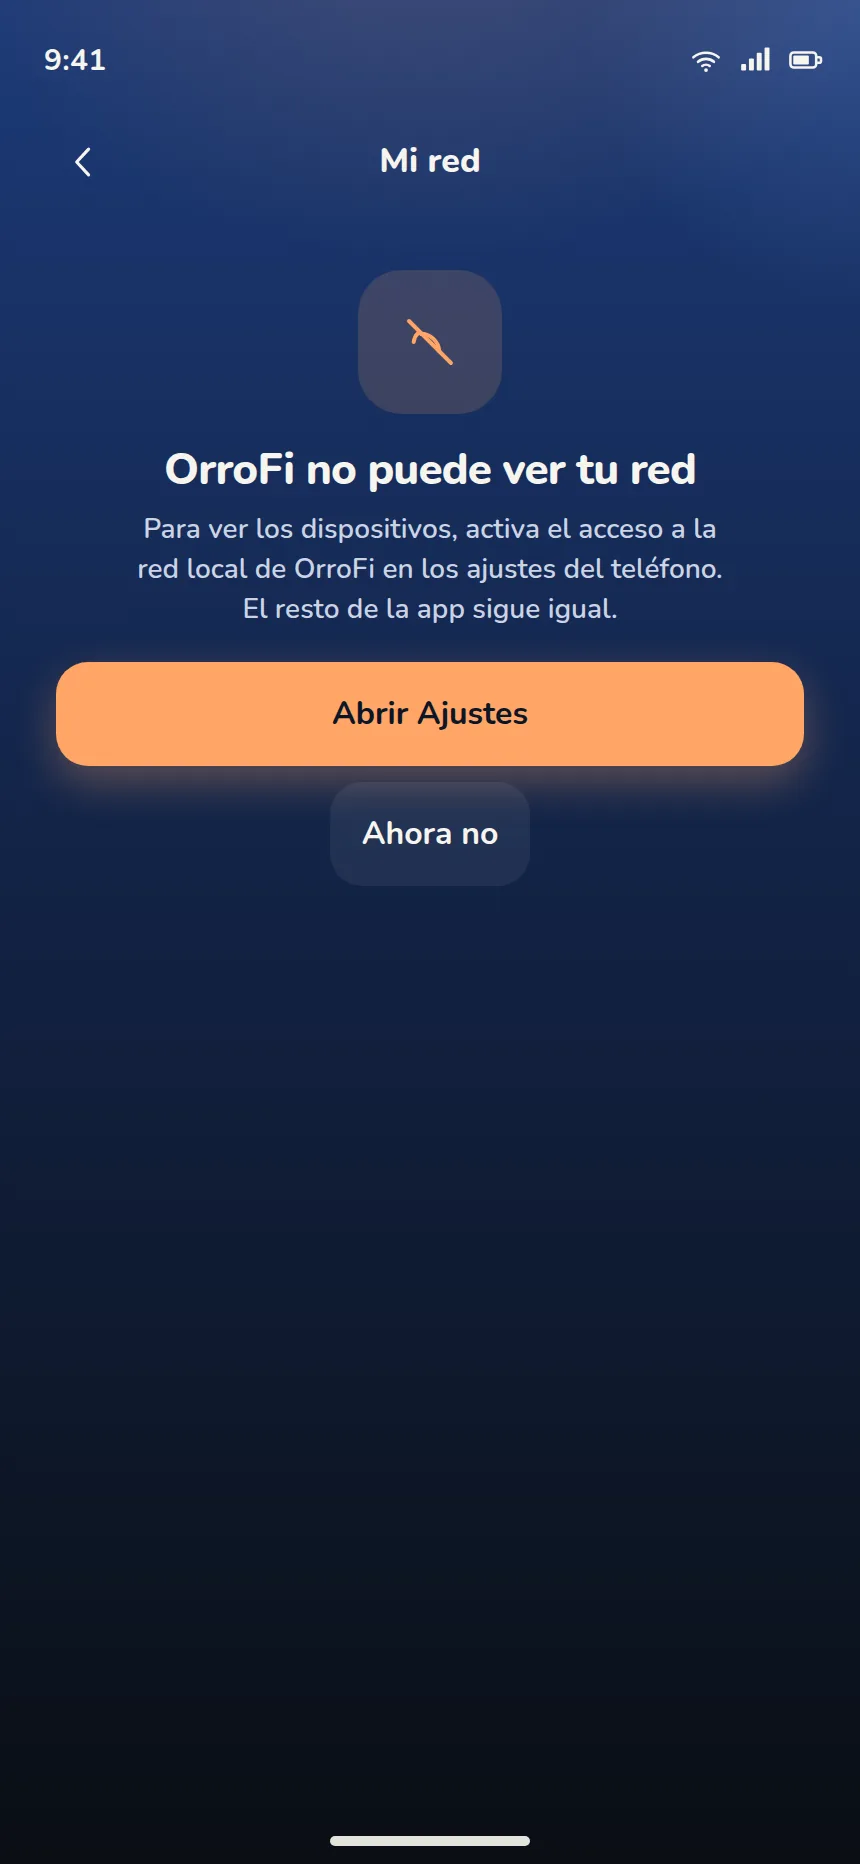 9:41
Mi red
OrroFi no puede ver tu red
Para ver los dispositivos, activa el acceso a la
red local de OrroFi en los ajustes del teléfono.
El resto de la app sigue igual.
Abrir Ajustes
Ahora no